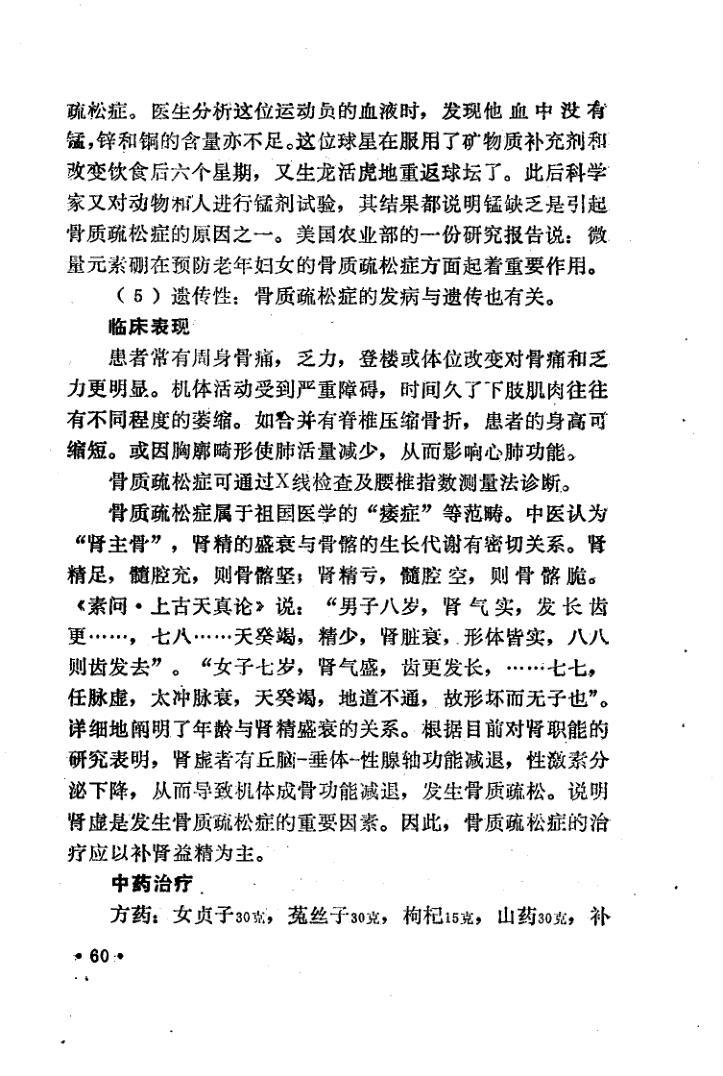 疏松症。医生分析这位运动员的血液时，发现他血中没有
锰，锌和铜的含量亦不足。这位球星在服用了矿物质补充剂和
改变饮食后六个星期，又生龙活虎地重返球坛了。此后科学
家又对动物和人进行锰剂试验，其结果都说明锰缺乏是引起
骨质疏松症的原因之一。美国农业部的一份研究报告说：微
量元素硼在预防老年妇女的骨质疏松症方面起着重要作用。
（5）遗传性：骨质疏松症的发病与遗传也有关。
临床表现
患者常有周身骨痛，乏力，登楼或体位改变对骨痛和乏
力更明显。机体活动受到严重障碍，时间久了下肢肌肉往往
有不同程度的萎缩。如合并有脊椎压缩骨折，患者的身高可
缩短。或因胸廓畸形使肺活量减少，从而影响心肺功能。
骨质疏松症可通过X线检查及腰椎指数测量法诊断。
骨质疏松症属于祖国医学的“痿症”等范畴。中医认为
“肾主骨”，肾精的盛衰与骨骼的生长代谢有密切关系。肾
精足，髓腔充，则骨骼坚；肾精亏，髓腔空，则骨骼脆。
《素问·上古天真论》说：“男子八岁，肾气实，发长齿
更……，七八……天癸竭，精少，肾脏衰，形体皆实，八八
则齿发去”。“女子七岁，肾气盛，齿更发长，……七七，
任脉虚，太冲脉衰，天癸竭，地道不通，故形坏而无子也”。
详细地阐明了年龄与肾精盛衰的关系。根据目前对肾职能的
研究表明，肾虚者有丘脑-垂体-性腺轴功能减退，性激素分
泌下降，从而导致机体成骨功能减退，发生骨质疏松。说明
肾虚是发生骨质疏松症的重要因素。因此，骨质疏松症的治
疗应以补肾益精为主。
中药治疗
方药：女贞子30克，菟丝子30克，枸杞15克，山药30克，补
·60·